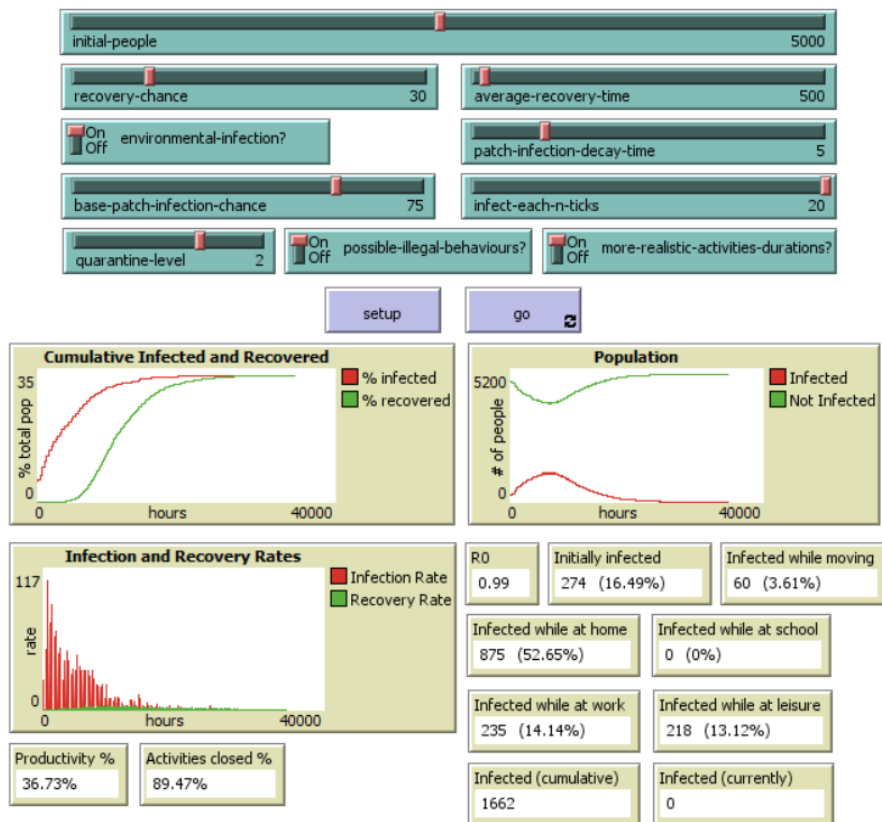 initial-people 5000
recovery-chance 30
average-recovery-time 500
On
Off
environmental-infection?
patch-infection-decay-time 5
base-patch-infection-chance 75
infect-each-n-ticks 20
quarantine-level 2
On
Off
possible-illegal-behaviours?
On
Off
more-realistic-activities-durations?
setup
go
Cumulative Infected and Recovered
35
% total pop
0
0
hours
40000
% infected
% recovered
Population
5200
# of people
0
0
hours
40000
Infected
Not Infected
Infection and Recovery Rates
117
rate
0
0
hours
40000
Infection Rate
Recovery Rate
R0
0.99
Initially infected
274 (16.49%)
Infected while moving
60 (3.61%)
Infected while at home
875 (52.65%)
Infected while at school
0 (0%)
Infected while at work
235 (14.14%)
Infected while at leisure
218 (13.12%)
Productivity %
36.73%
Activities closed %
89.47%
Infected (cumulative)
1662
Infected (currently)
0